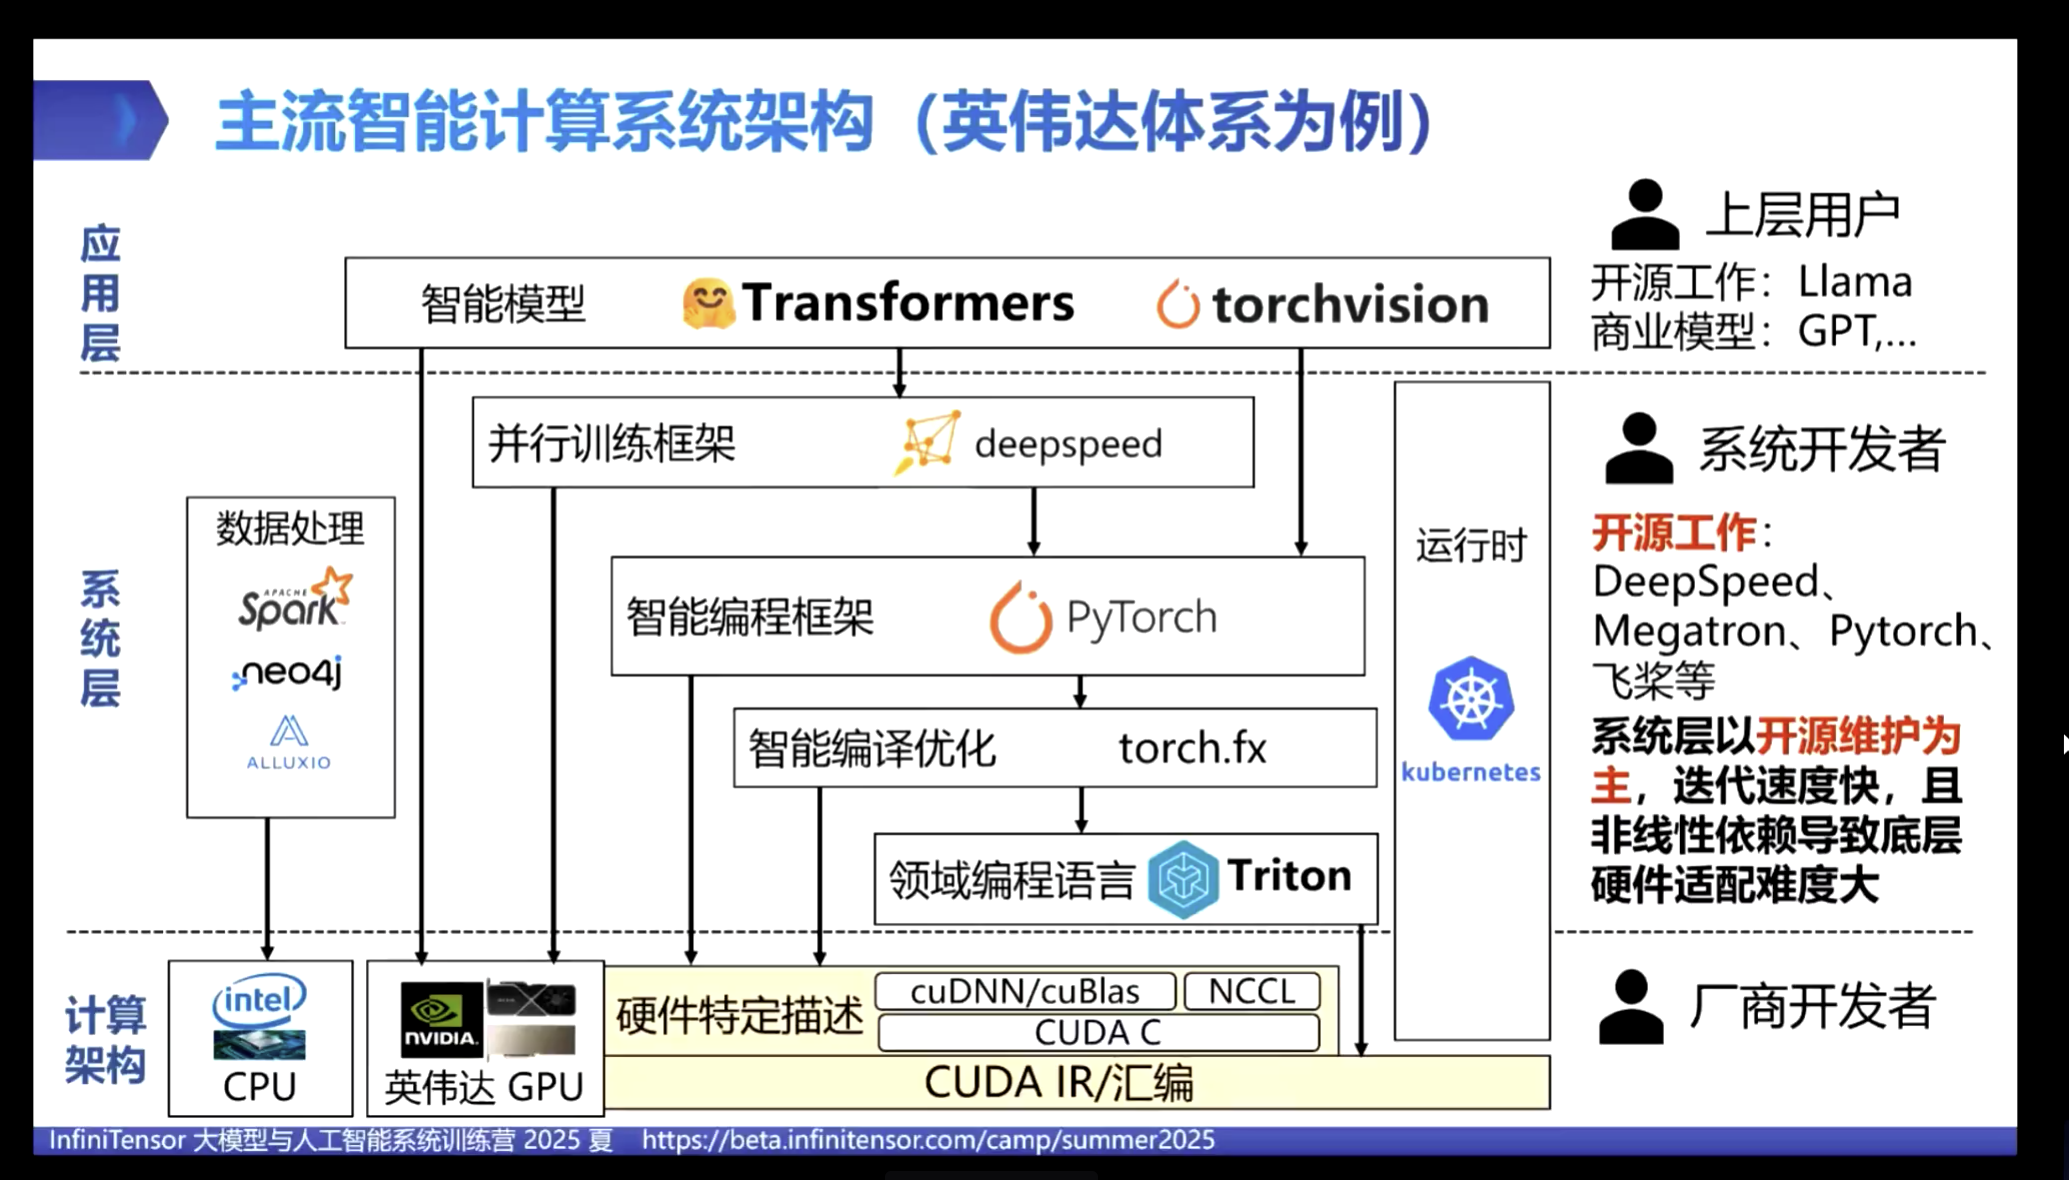 主流智能计算系统架构（英伟达体系为例）
应用层
智能模型
Transformers
torchvision
上层用户
开源工作：Llama
商业模型：GPT,...
系统层
并行训练框架
deepspeed
数据处理
APACHE
Spark
neo4j
ALLUXIO
智能编程框架
PyTorch
智能编译优化
torch.fx
领域编程语言
Triton
运行时
kubernetes
系统开发者
开源工作：
DeepSpeed、
Megatron、Pytorch、
飞桨等
系统层以开源维护为
主，迭代速度快，且
非线性依赖导致底层
硬件适配难度大
计算
架构
intel
CPU
NVIDIA.
英伟达 GPU
硬件特定描述
cuDNN/cuBlas
NCCL
CUDA C
CUDA IR/汇编
厂商开发者
InfiniTensor 大模型与人工智能系统训练营 2025 夏 https://beta.infinitensor.com/camp/summer2025